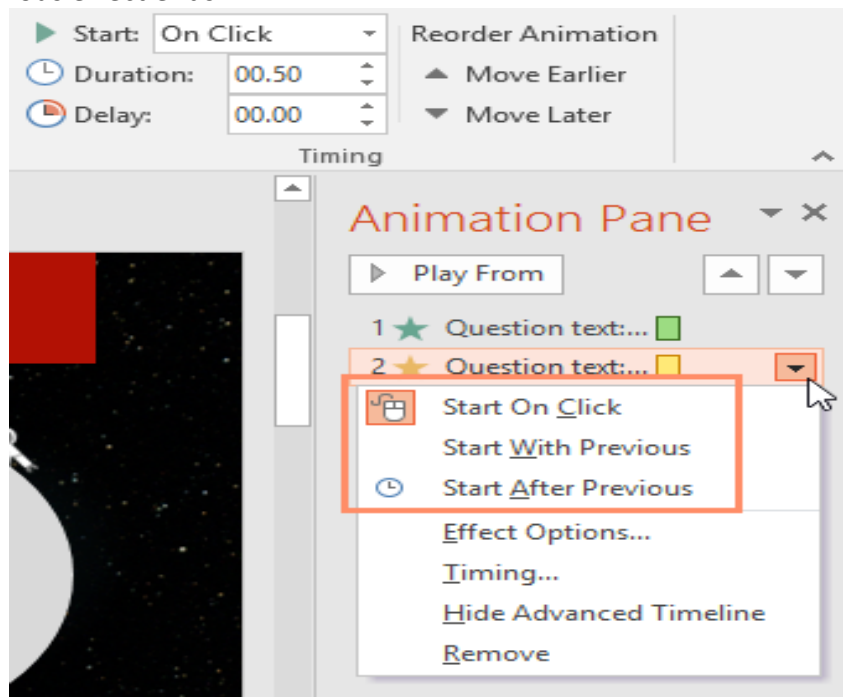 Start: On Click
Reorder Animation
Duration: 00.50
Move Earlier
Delay: 00.00
Move Later
Timing
Animation Pane
Play From
1 Question text:...
2 Question text:...
Start On Click
Start With Previous
Start After Previous
Effect Options...
Timing...
Hide Advanced Timeline
Remove